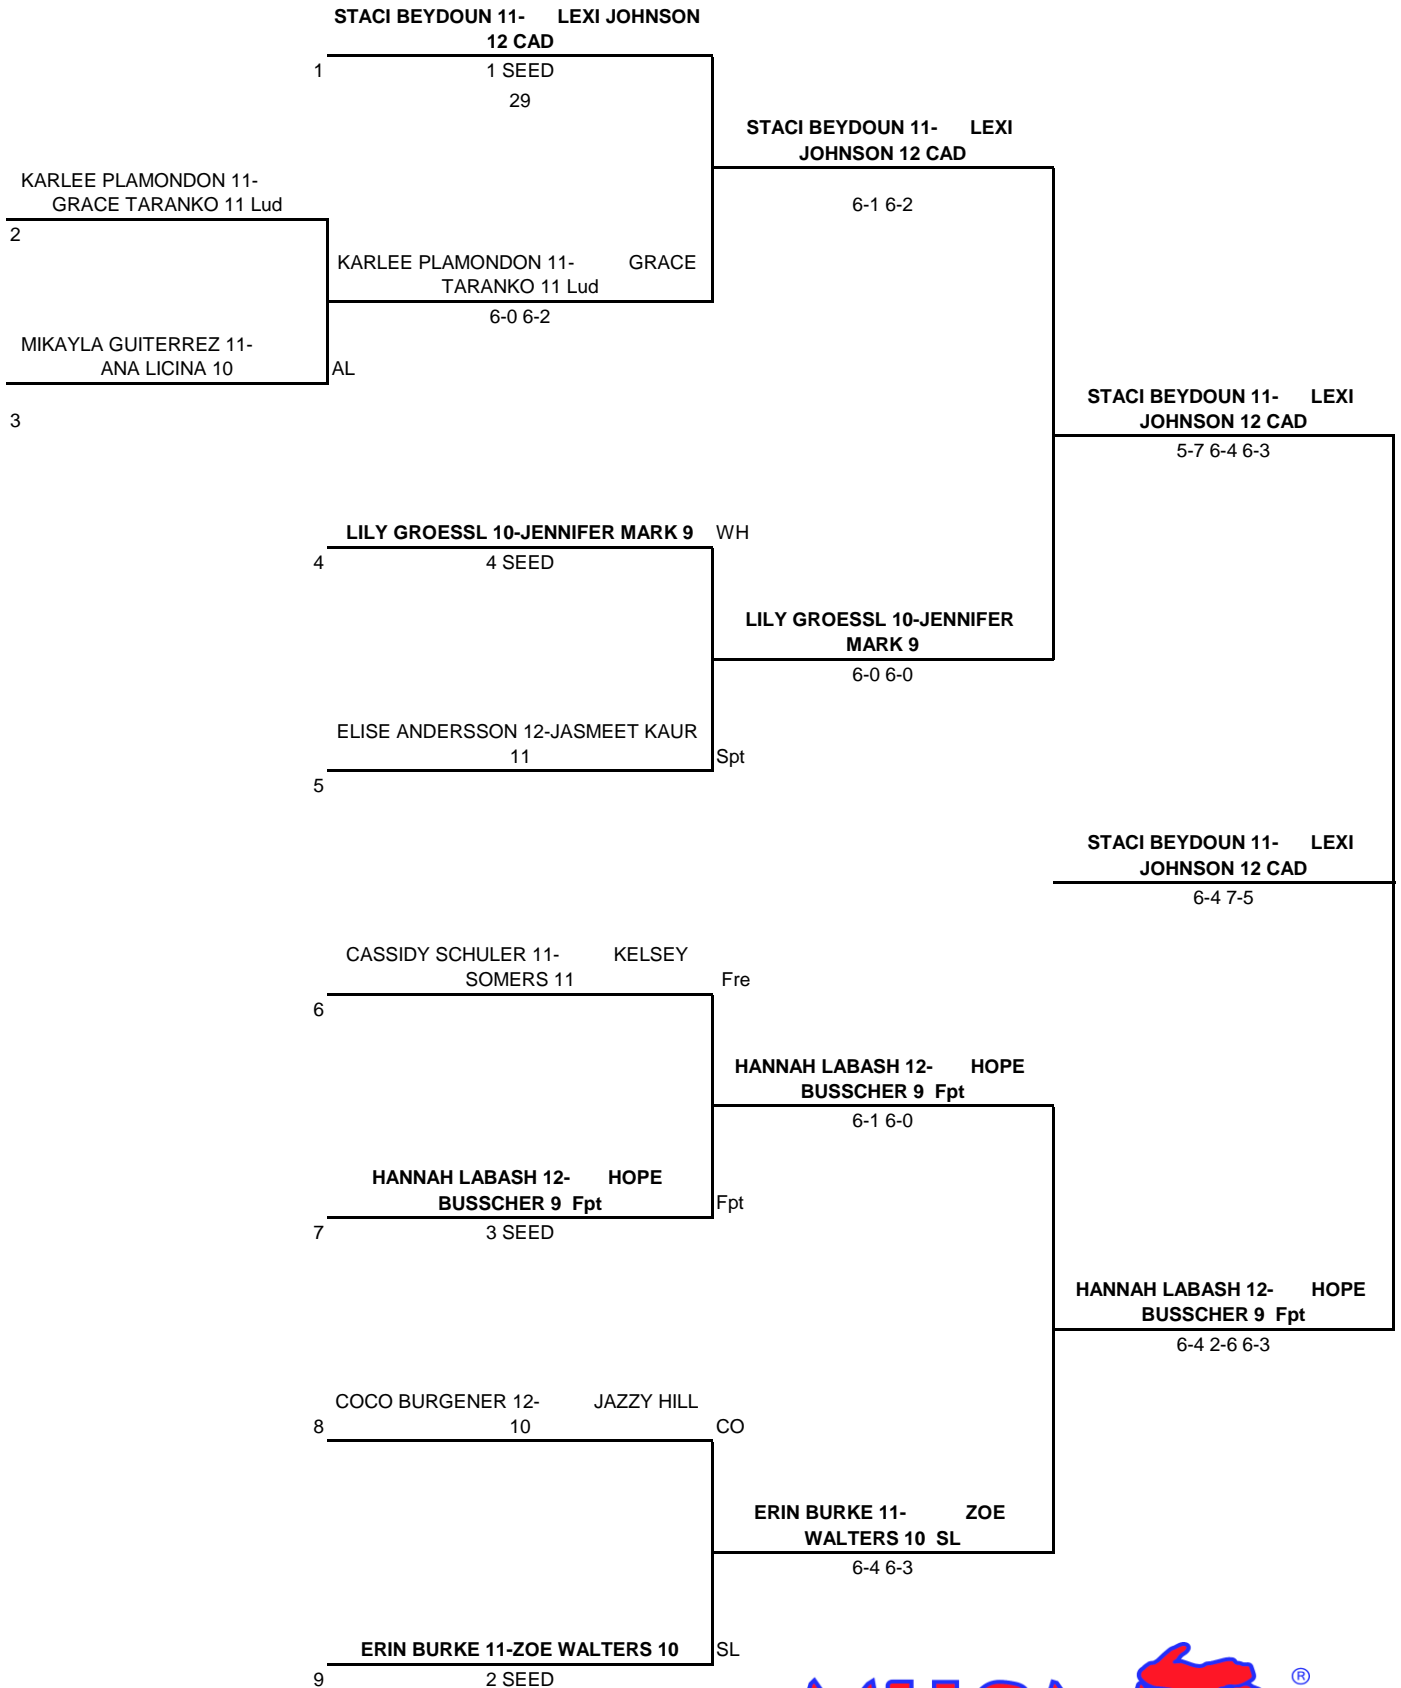 STACI BEYDOUN 11- LEXI JOHNSON
12 CAD
1
1 SEED
29
STACI BEYDOUN 11- LEXI
JOHNSON 12 CAD
6-1 6-2
KARLEE PLAMONDON 11-
GRACE TARANKO 11 Lud
2
KARLEE PLAMONDON 11- GRACE
TARANKO 11 Lud
6-0 6-2
MIKAYLA GUITERREZ 11-
ANA LICINA 10
AL
3
STACI BEYDOUN 11- LEXI
JOHNSON 12 CAD
5-7 6-4 6-3
LILY GROESSL 10-JENNIFER MARK 9 WH
4
4 SEED
LILY GROESSL 10-JENNIFER
MARK 9
6-0 6-0
ELISE ANDERSSON 12-JASMEET KAUR
11
Spt
5
STACI BEYDOUN 11- LEXI
JOHNSON 12 CAD
6-4 7-5
CASSIDY SCHULER 11- KELSEY
SOMERS 11
Fre
6
HANNAH LABASH 12- HOPE
BUSSCHER 9 Fpt
6-1 6-0
HANNAH LABASH 12- HOPE
BUSSCHER 9 Fpt
Fpt
7
3 SEED
HANNAH LABASH 12- HOPE
BUSSCHER 9 Fpt
6-4 2-6 6-3
COCO BURGENER 12- JAZZY HILL
10
8
CO
ERIN BURKE 11- ZOE
WALTERS 10 SL
6-4 6-3
ERIN BURKE 11-ZOE WALTERS 10 SL
9
2 SEED
®